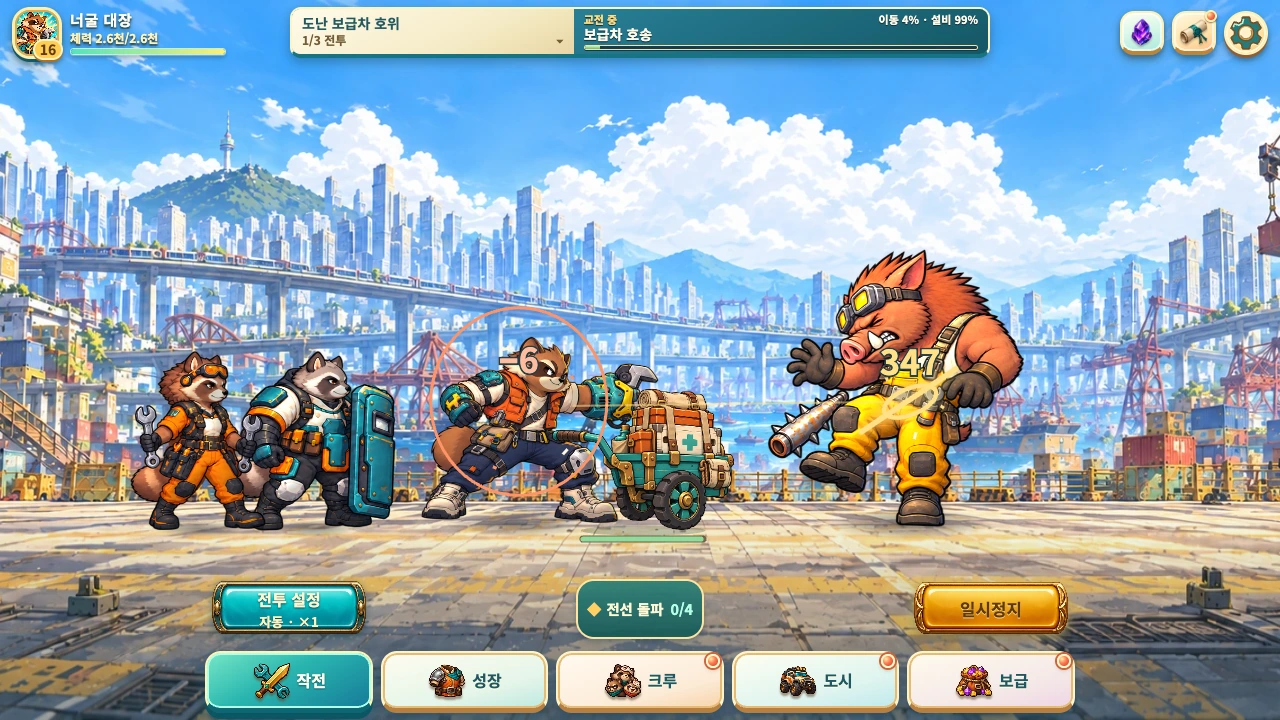 너굴 대장
체력 2.6천/2.6천
16
도난 보급차 호위
1/3 전투
교전 중
보급차 호송
이동 4% · 설비 99%
-6
347
전투 설정
자동 · ×1
전선 돌파 0/4
일시정지
작전
성장
크루
도시
보급